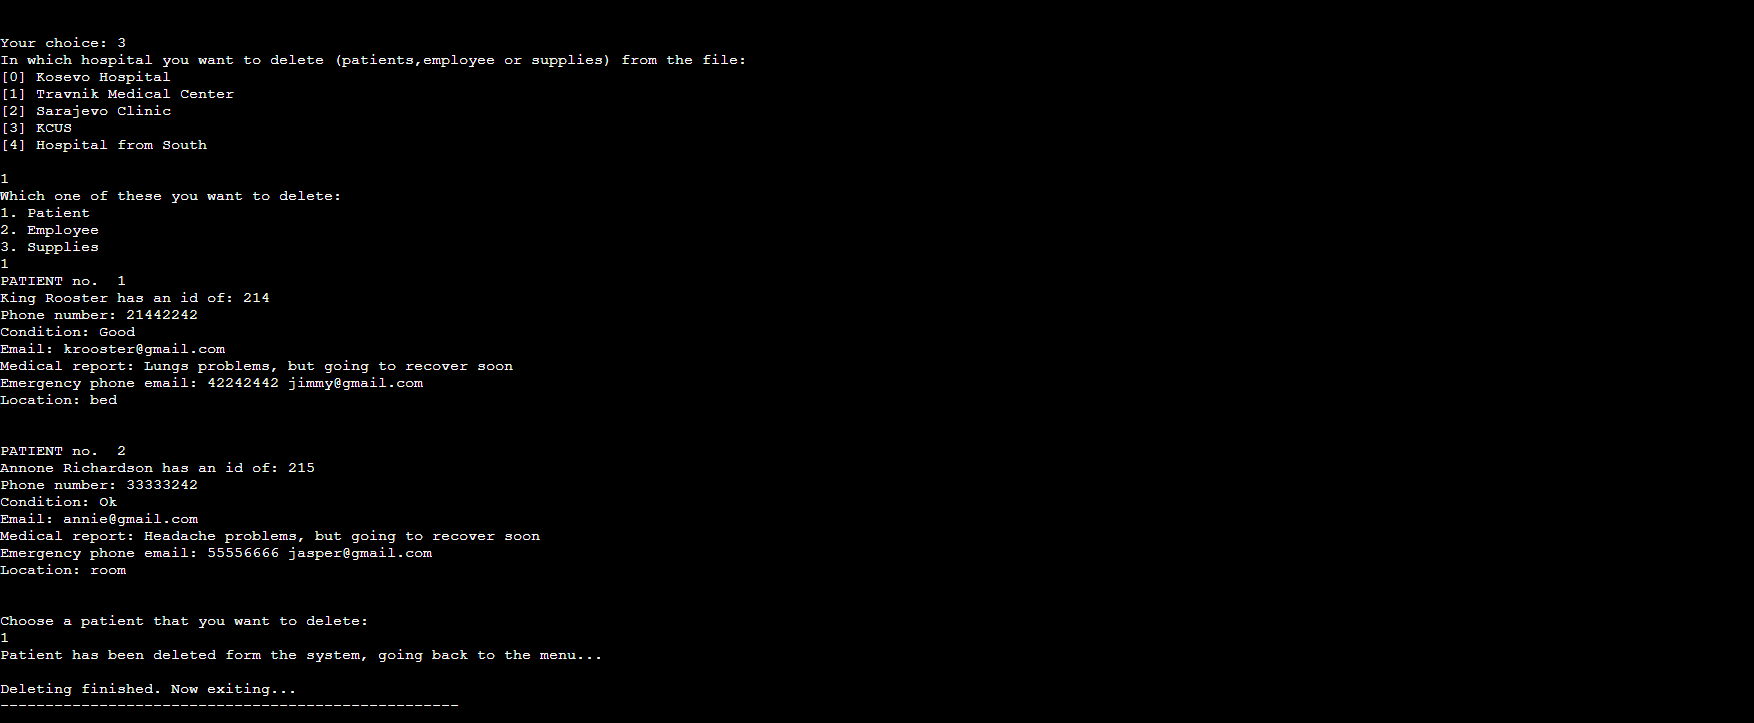 Your choice: 3
In which hospital you want to delete (patients,employee or supplies) from the file:
[0] Kosevo Hospital
[1] Travnik Medical Center
[2] Sarajevo Clinic
[3] KCUS
[4] Hospital from South
1
Which one of these you want to delete:
1. Patient
2. Employee
3. Supplies
1
PATIENT no.  1
King Rooster has an id of: 214
Phone number: 21442242
Condition: Good
Email: krooster@gmail.com
Medical report: Lungs problems, but going to recover soon
Emergency phone email: 42242442 jimmy@gmail.com
Location: bed
PATIENT no.  2
Annone Richardson has an id of: 215
Phone number: 33333242
Condition: Ok
Email: annie@gmail.com
Medical report: Headache problems, but going to recover soon
Emergency phone email: 55556666 jasper@gmail.com
Location: room
Choose a patient that you want to delete:
1
Patient has been deleted form the system, going back to the menu...
Deleting finished. Now exiting...
---------------------------------------------------